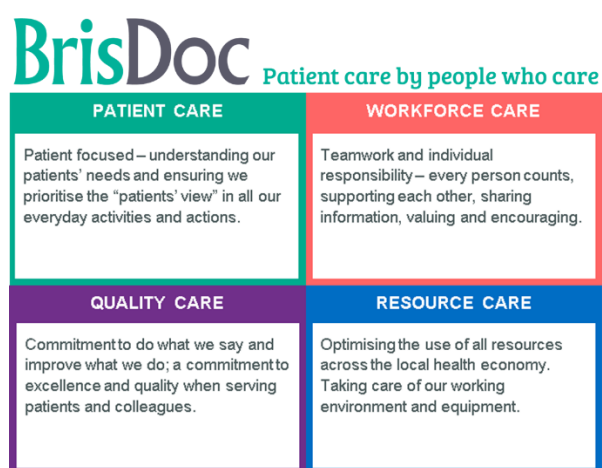 BrisDoc Patient care by people who care
PATIENT CARE
Patient focused – understanding our
patients' needs and ensuring we
prioritise the "patients' view" in all our
everyday activities and actions.
WORKFORCE CARE
Teamwork and individual
responsibility – every person counts,
supporting each other, sharing
information, valuing and encouraging.
QUALITY CARE
Commitment to do what we say and
improve what we do; a commitment to
excellence and quality when serving
patients and colleagues.
RESOURCE CARE
Optimising the use of all resources
across the local health economy.
Taking care of our working
environment and equipment.